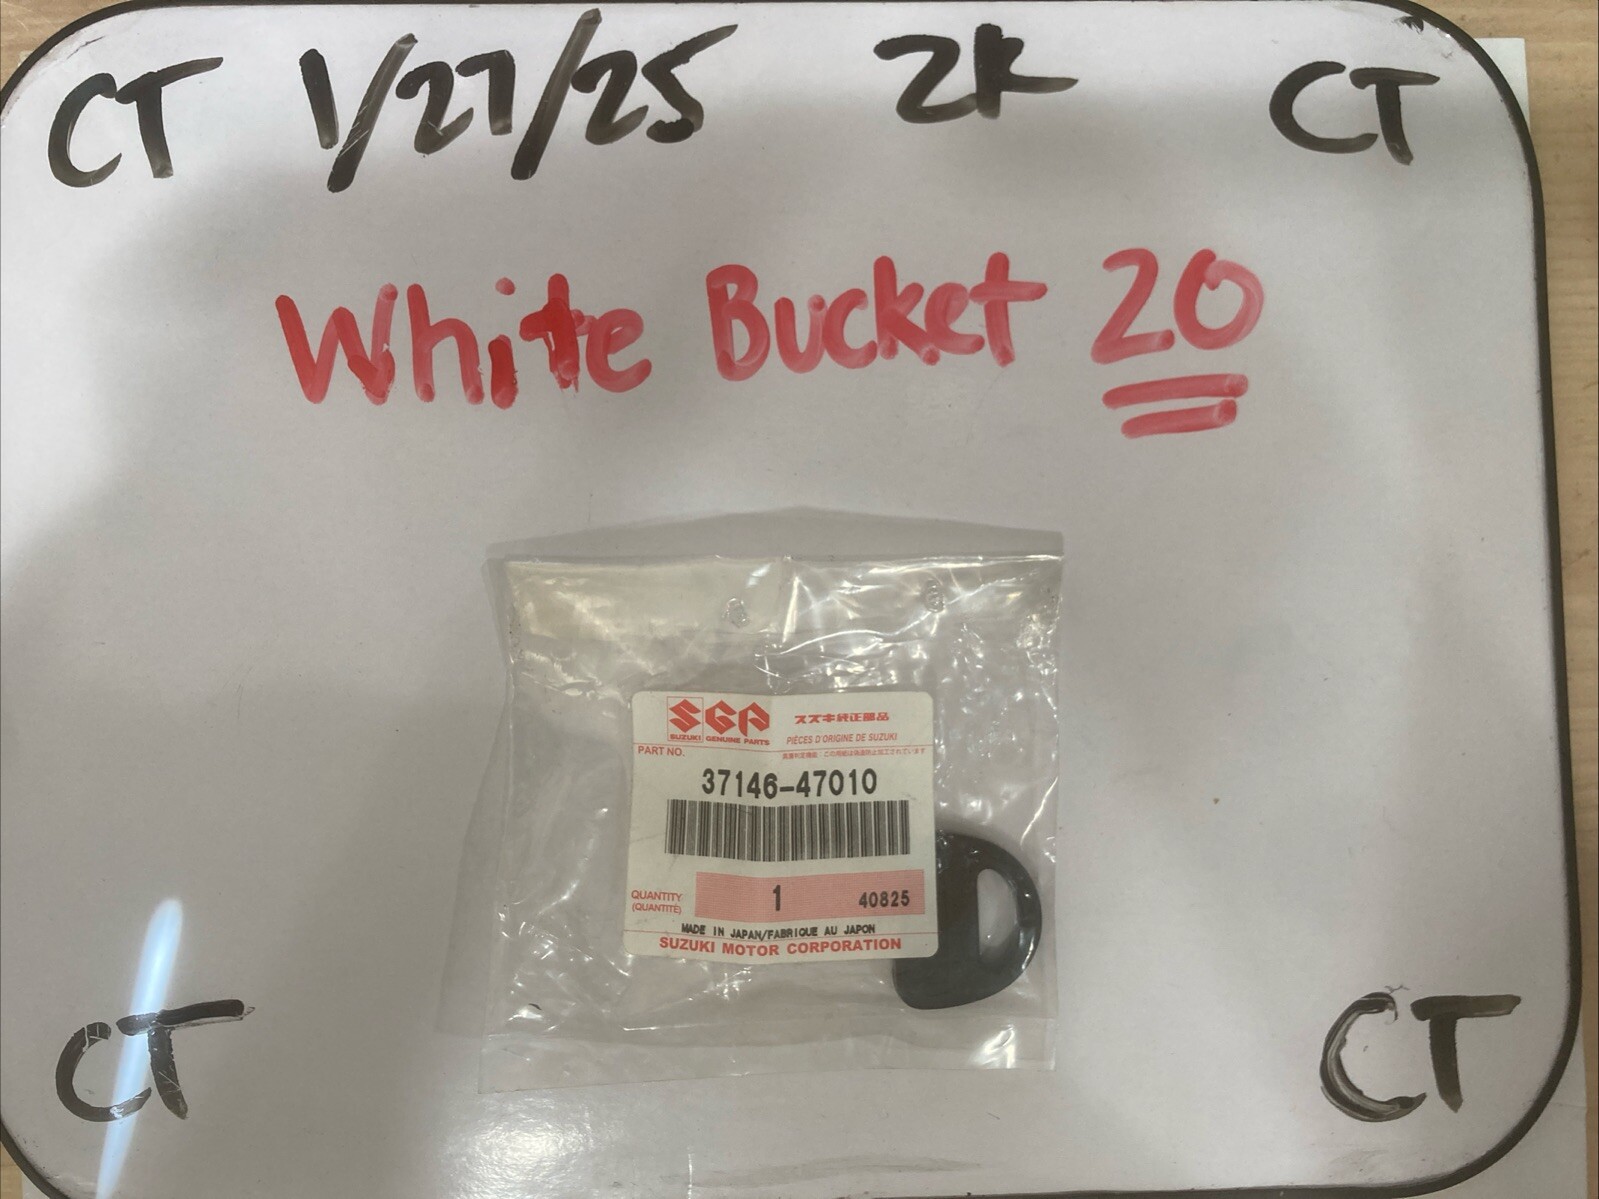 CT 1/27/25 2K CT
White Bucket 20
SGP スズキ純正部品
SUZUKI GENUINE PARTS PIÈCES D'ORIGINE DE SUZUKI
PART NO.
37146-47010
QUANTITY 1 40825
(QUANTITÉ)
MADE IN JAPAN/FABRIQUE AU JAPON
SUZUKI MOTOR CORPORATION
CT CT